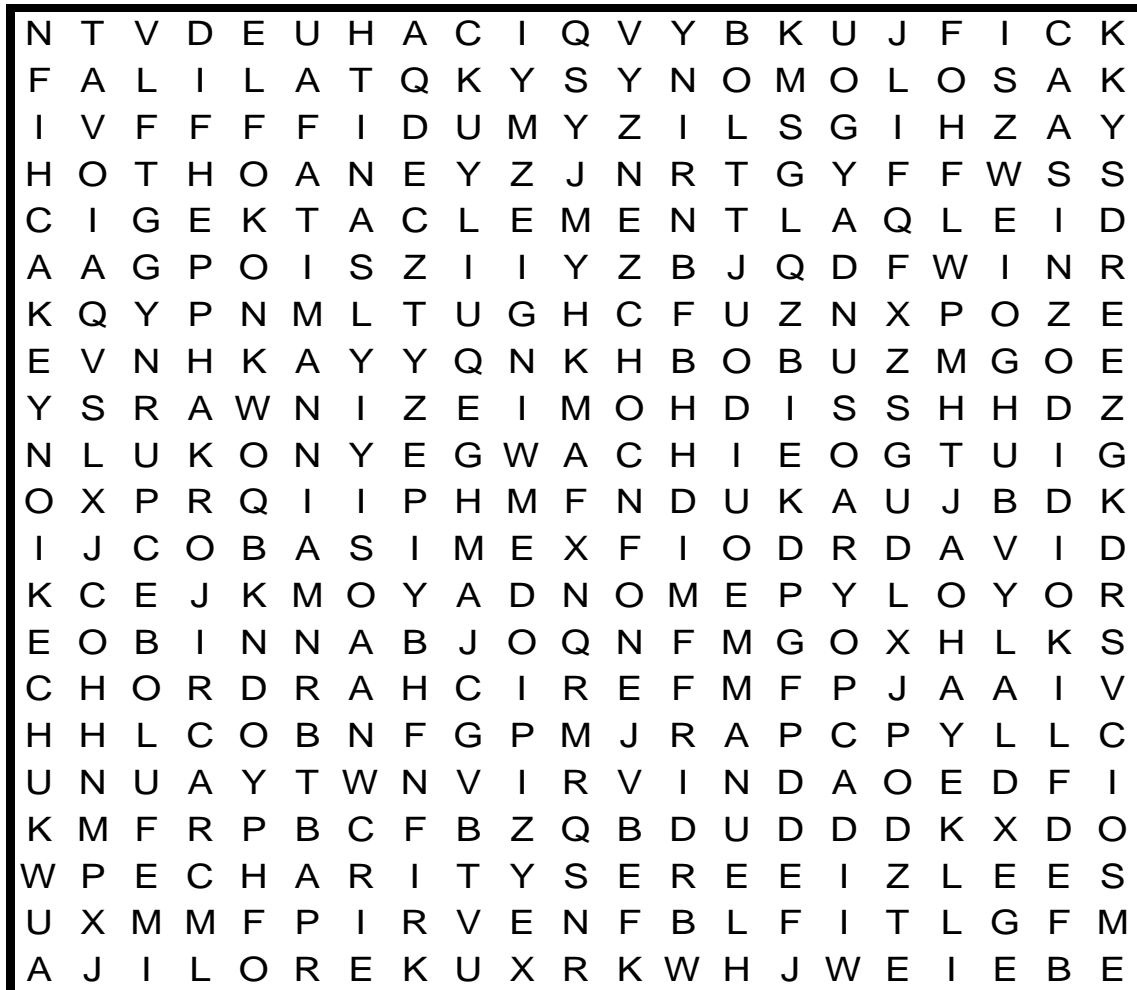 N T V D E U H A C I Q V Y B K U J F I C K
F A L I L A T Q K Y S Y N O M O L O S A K
I V F F F F I D U M Y Z I L S G I H Z A Y
H O T H O A N E Y Z J N R T G Y F F W S S
C I G E K T A C L E M E N T L A Q L E I D
A A G P O I S Z I I Y Z B J Q D F W I N R
K Q Y P N M L T U G H C F U Z N X P O Z E
E V N H K A Y Y Q N K H B O B U Z M G O E
Y S R A W N I Z E I M O H D I S S H H D Z
N L U K O N Y E G W A C H I E O G T U I G
O X P R Q I I P H M F N D U K A U J B D K
I J C O B A S I M E X F I O D R D A V I D
K C E J K M O Y A D N O M E P Y L O Y O R
E O B I N N A B J O Q N F M G O X H L K S
C H O R D R A H C I R E F M F P J A A I V
H H L C O B N F G P M J R A P C P Y L L C
U N U A Y T W N V I R V I N D A O E D F I
K M F R P B C F B Z Q B D U D D D K X D O
W P E C H A R I T Y S E R E E I Z L E E S
U X M M F P I R V E N F B L F I T L G F M
A J I L O R E K U X R K W H J W E I E B E